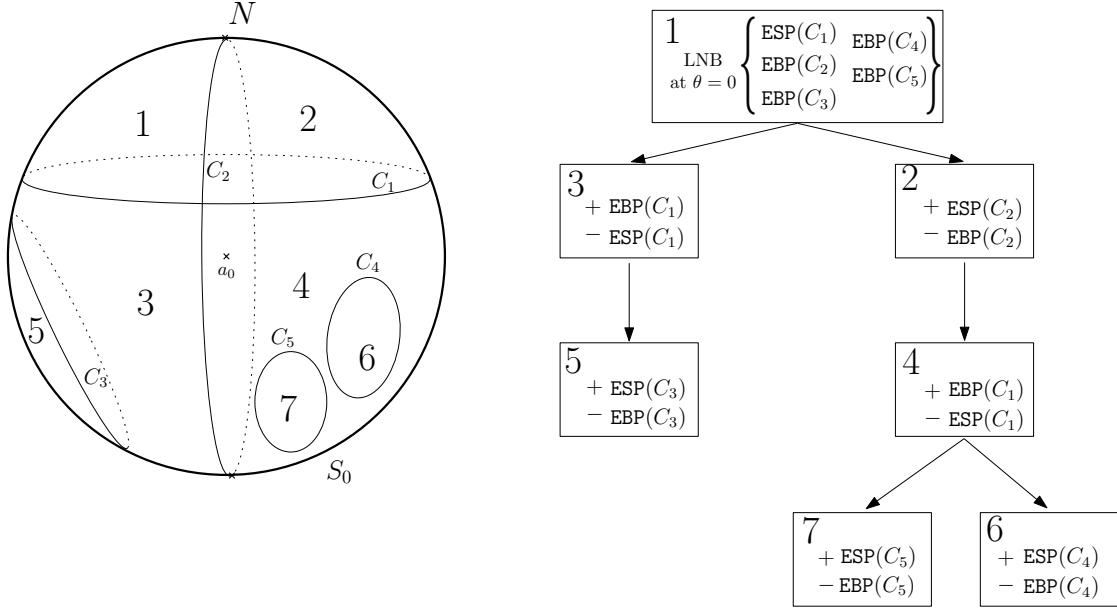 N
1
2
C₂
C₁
a₀
C₄
4
3
5
C₅
6
C₃
7
S₀
1
LNB
at θ = 0
ESP(C₁)
EBP(C₂)
EBP(C₃)
EBP(C₄)
EBP(C₅)
3
+ EBP(C₁)
− ESP(C₁)
2
+ ESP(C₂)
− EBP(C₂)
5
+ ESP(C₃)
− EBP(C₃)
4
+ EBP(C₁)
− ESP(C₁)
7
+ ESP(C₅)
− EBP(C₅)
6
+ ESP(C₄)
− EBP(C₄)